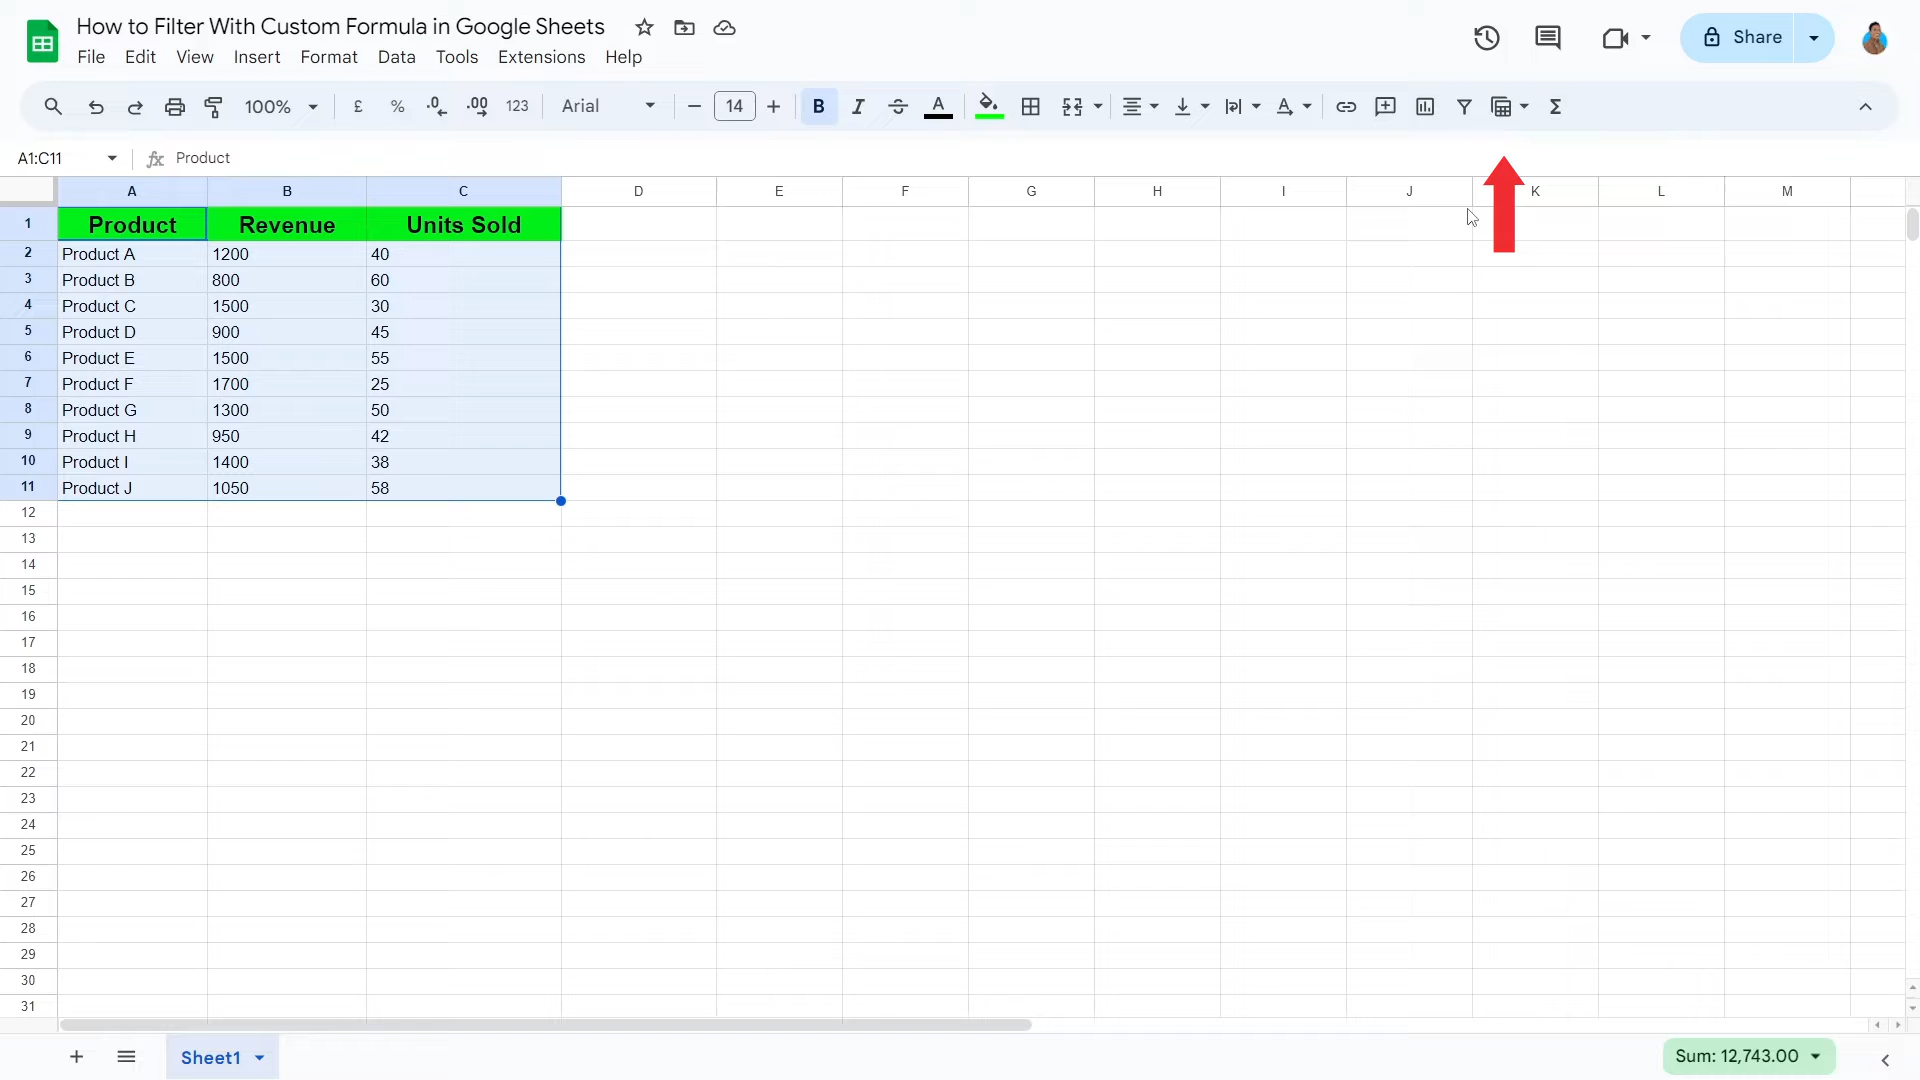 How to Filter With Custom Formula in Google Sheets
File Edit View Insert Format Data Tools Extensions Help
Share
100% £ % .0 .00 123 Arial 14 B I S A Σ
A1:C11 fx Product
A B C D E F G H I J K L M
1 Product Revenue Units Sold
2 Product A 1200 40
3 Product B 800 60
4 Product C 1500 30
5 Product D 900 45
6 Product E 1500 55
7 Product F 1700 25
8 Product G 1300 50
9 Product H 950 42
10 Product I 1400 38
11 Product J 1050 58
12
13
14
15
16
17
18
19
20
21
22
23
24
25
26
27
28
29
30
31
Sheet1
Sum: 12,743.00